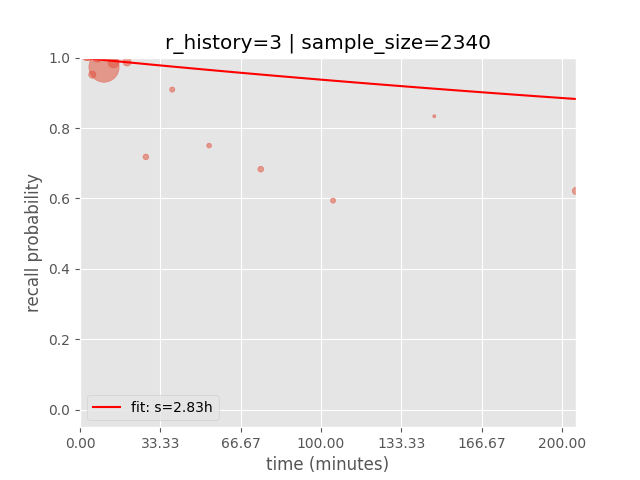 r_history=3 | sample_size=2340
1.0
0.8
0.6
0.4
0.2
0.0
recall probability
fit: s=2.83h
0.00 33.33 66.67 100.00 133.33 166.67 200.00
time (minutes)